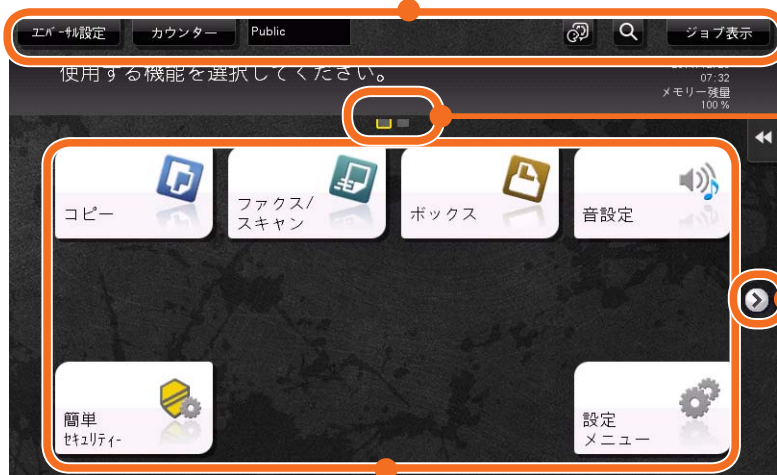 ユニバーサル設定 カウンター Public ジョブ表示
使用する機能を選択してください。
07:32
メモリー残量
100 %
コピー
ファクス/
スキャン
ボックス
音設定
簡単
セキュリティー
設定
メニュー